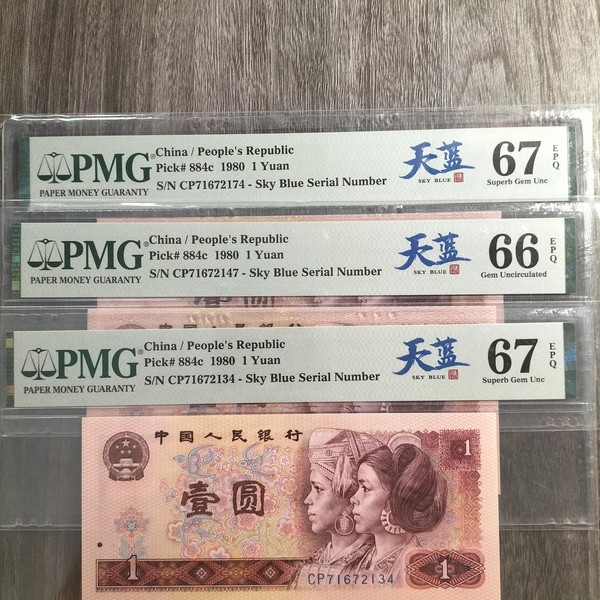 PMG
PAPER MONEY GUARANTY
China / People's Republic
Pick# 884c 1980 1 Yuan
S/N CP71672174 - Sky Blue Serial Number
天蓝
SKY BLUE
67
EPQ
Superb Gem Unc
PMG
PAPER MONEY GUARANTY
China / People's Republic
Pick# 884c 1980 1 Yuan
S/N CP71672147 - Sky Blue Serial Number
天蓝
SKY BLUE
66
EPQ
Gem Uncirculated
PMG
PAPER MONEY GUARANTY
China / People's Republic
Pick# 884c 1980 1 Yuan
S/N CP71672134 - Sky Blue Serial Number
天蓝
SKY BLUE
67
EPQ
Superb Gem Unc
中国人民银行
1
壹圆
1
CP71672134
1